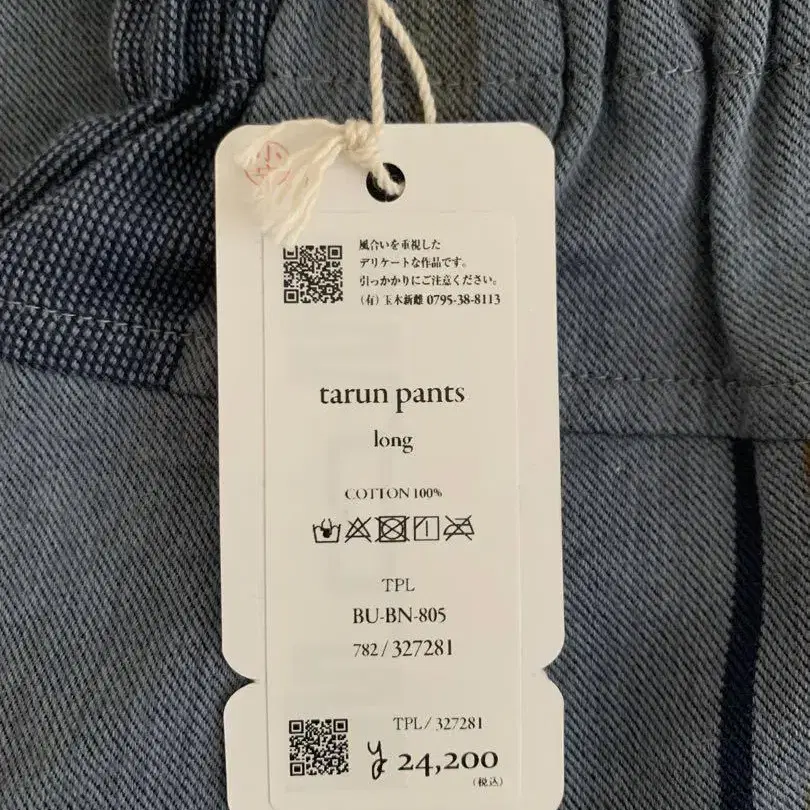 風合いを重視した
デリケートな作品です。
引っかかりにご注意ください。
(有)玉木新雌 0795-38-8113
tarun pants
long
COTTON 100%
TPL
BU-BN-805
782 / 327281
TPL / 327281
¥ 24,200
(税込)